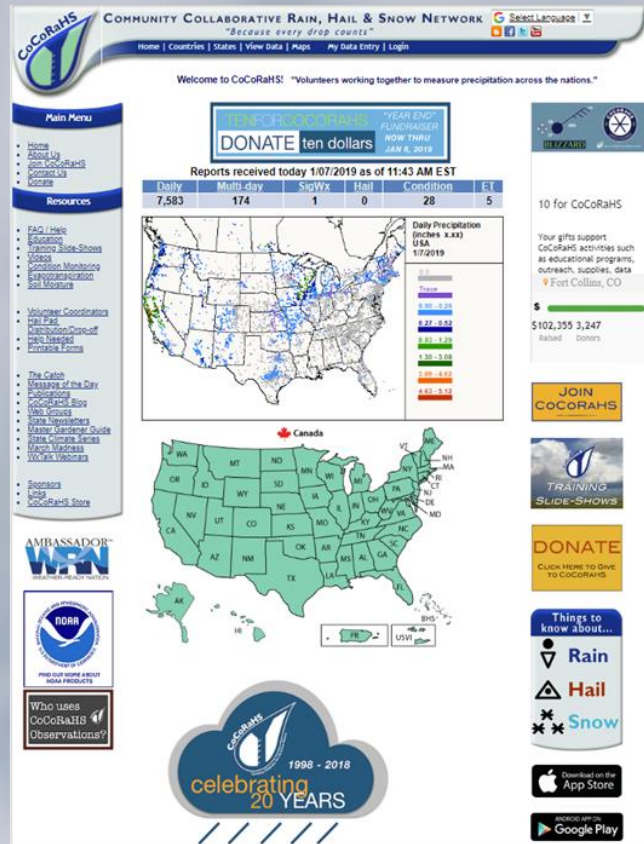 CoCoRaHS
COMMUNITY COLLABORATIVE RAIN, HAIL & SNOW NETWORK
"Because every drop counts"
Select Language
Home | Countries | States | View Data | Maps My Data Entry | Login
Welcome to CoCoRaHS! "Volunteers working together to measure precipitation across the nations."
Main Menu
Home
About Us
Join CoCoRaHS
Contact Us
Donate
Resources
FAQ / Help
Education
Training Slide-Shows
Videos
Condition Monitoring
Evapotranspiration
Soil Moisture
Volunteer Coordinators
Hail Pad
Distribution/Drop-off
Help Needed
Printable Forms
The Catch
Message of the Day
Publications
CoCoRaHS Blog
Web Groups
State Newsletters
Master Gardener Guide
State Climate Series
March Madness
WxTalk Webinars
Sponsors
Links
CoCoRaHS Store
AMBASSADOR™
WRN
WEATHER-READY NATION
NOAA
FIND OUT MORE ABOUT
NOAA PRODUCTS
Who uses
CoCoRaHS
Observations?
TENFORCOCORAHS
DONATE ten dollars
"YEAR END"
FUNDRAISER
NOW THRU
JAN 6, 2019
Reports received today 1/07/2019 as of 11:43 AM EST
Daily Multi-day SigWx Hail Condition ET
7,583 174 1 0 28 5
Daily Precipitation
(inches x.xx)
USA
1/7/2019
0.0
Trace
Canada
WA
OR
CA
NV
ID
MT
WY
UT
AZ
CO
NM
ND
SD
NE
KS
OK
TX
MN
IA
MO
AR
LA
WI
IL
MS
MI
IN
KY
TN
AL
OH
WV
VA
NC
SC
GA
FL
PA
NY
VT
ME
NH
MA
RI
CT
NJ
DE
MD
AK
HI
PR
USVI
BHS
CoCoRaHS
1998 - 2018
celebrating
20 YEARS
BLIZZARD
10 for CoCoRaHS
Your gifts support
CoCoRaHS activities such
as educational programs,
outreach, supplies, data
Fort Collins, CO
$
$102,355 3,247
Raised Donors
JOIN
COCORAHS
TRAINING
SLIDE-SHOWS
DONATE
CLICK HERE TO GIVE
TO COCORAHS
Things to
know about...
Rain
Hail
Snow
Download on the
App Store
ANDROID APP ON
Google Play